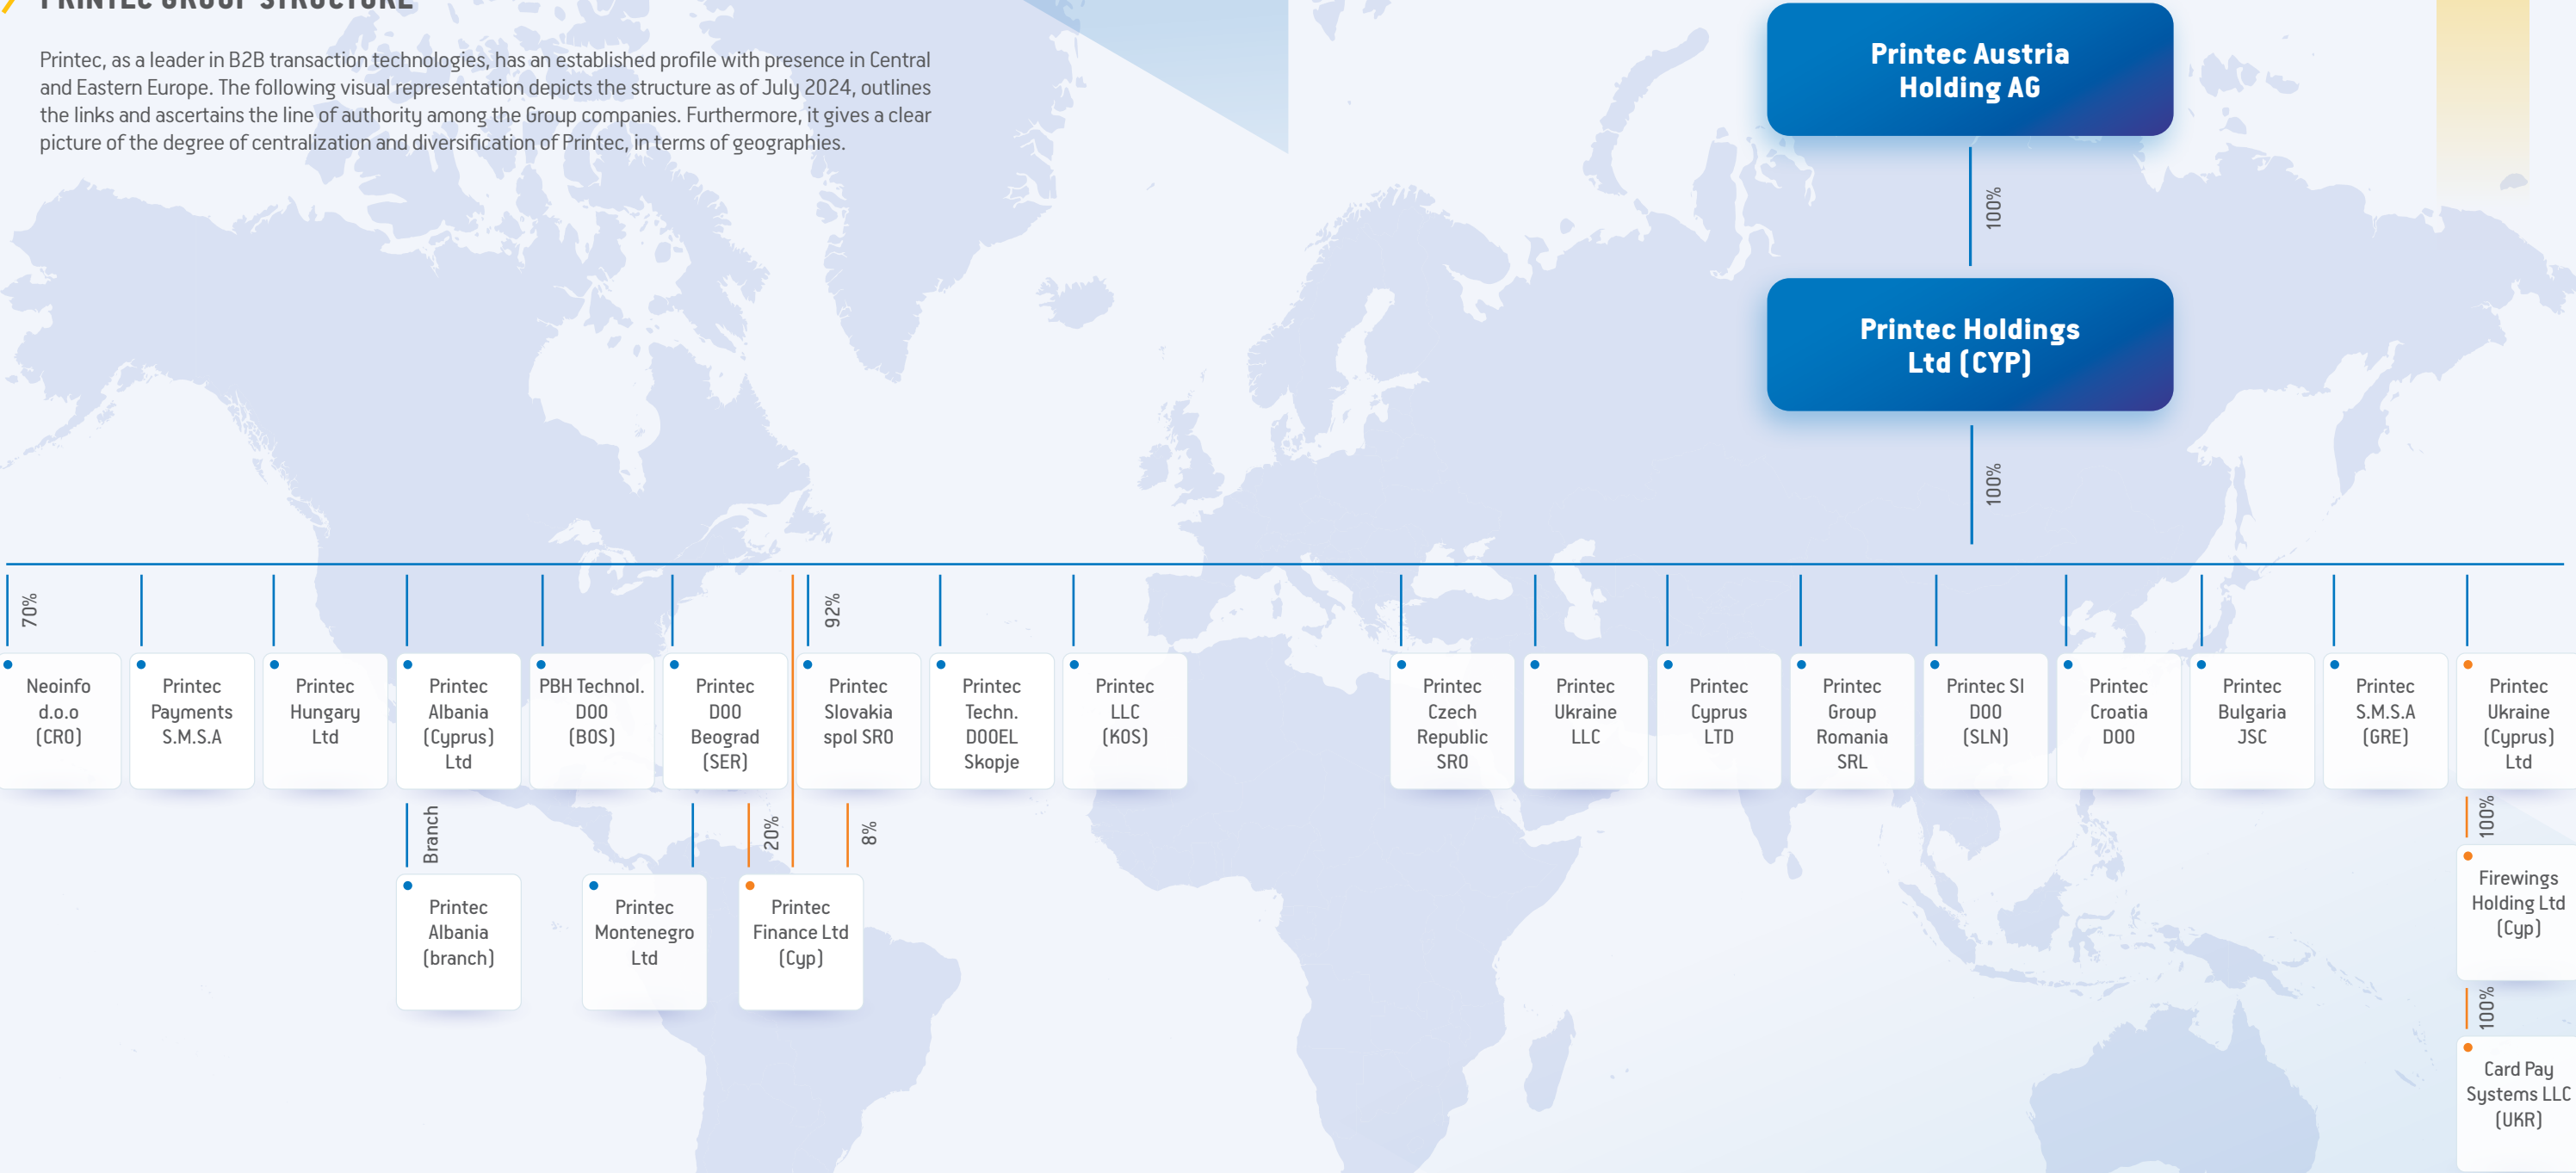 PRINTEC GROUP STRUCTURE
Printec, as a leader in B2B transaction technologies, has an established profile with presence in Central
and Eastern Europe. The following visual representation depicts the structure as of July 2024, outlines
the links and ascertains the line of authority among the Group companies. Furthermore, it gives a clear
picture of the degree of centralization and diversification of Printec, in terms of geographies.
Printec Austria
Holding AG
100%
Printec Holdings
Ltd (CYP)
100%
70%
92%
Neoinfo
d.o.o
(CRO)
Printec
Payments
S.M.S.A
Printec
Hungary
Ltd
Printec
Albania
(Cyprus)
Ltd
PBH Technol.
DOO
(BOS)
Printec
DOO
Beograd
(SER)
Printec
Slovakia
spol SRO
Printec
Techn.
DOOEL
Skopje
Printec
LLC
(KOS)
Printec
Czech
Republic
SRO
Printec
Ukraine
LLC
Printec
Cyprus
LTD
Printec
Group
Romania
SRL
Printec SI
DOO
(SLN)
Printec
Croatia
DOO
Printec
Bulgaria
JSC
Printec
S.M.S.A
(GRE)
Printec
Ukraine
(Cyprus)
Ltd
Branch
20%
8%
100%
Printec
Albania
(branch)
Printec
Montenegro
Ltd
Printec
Finance Ltd
(Cyp)
Firewings
Holding Ltd
(Cyp)
100%
Card Pay
Systems LLC
(UKR)